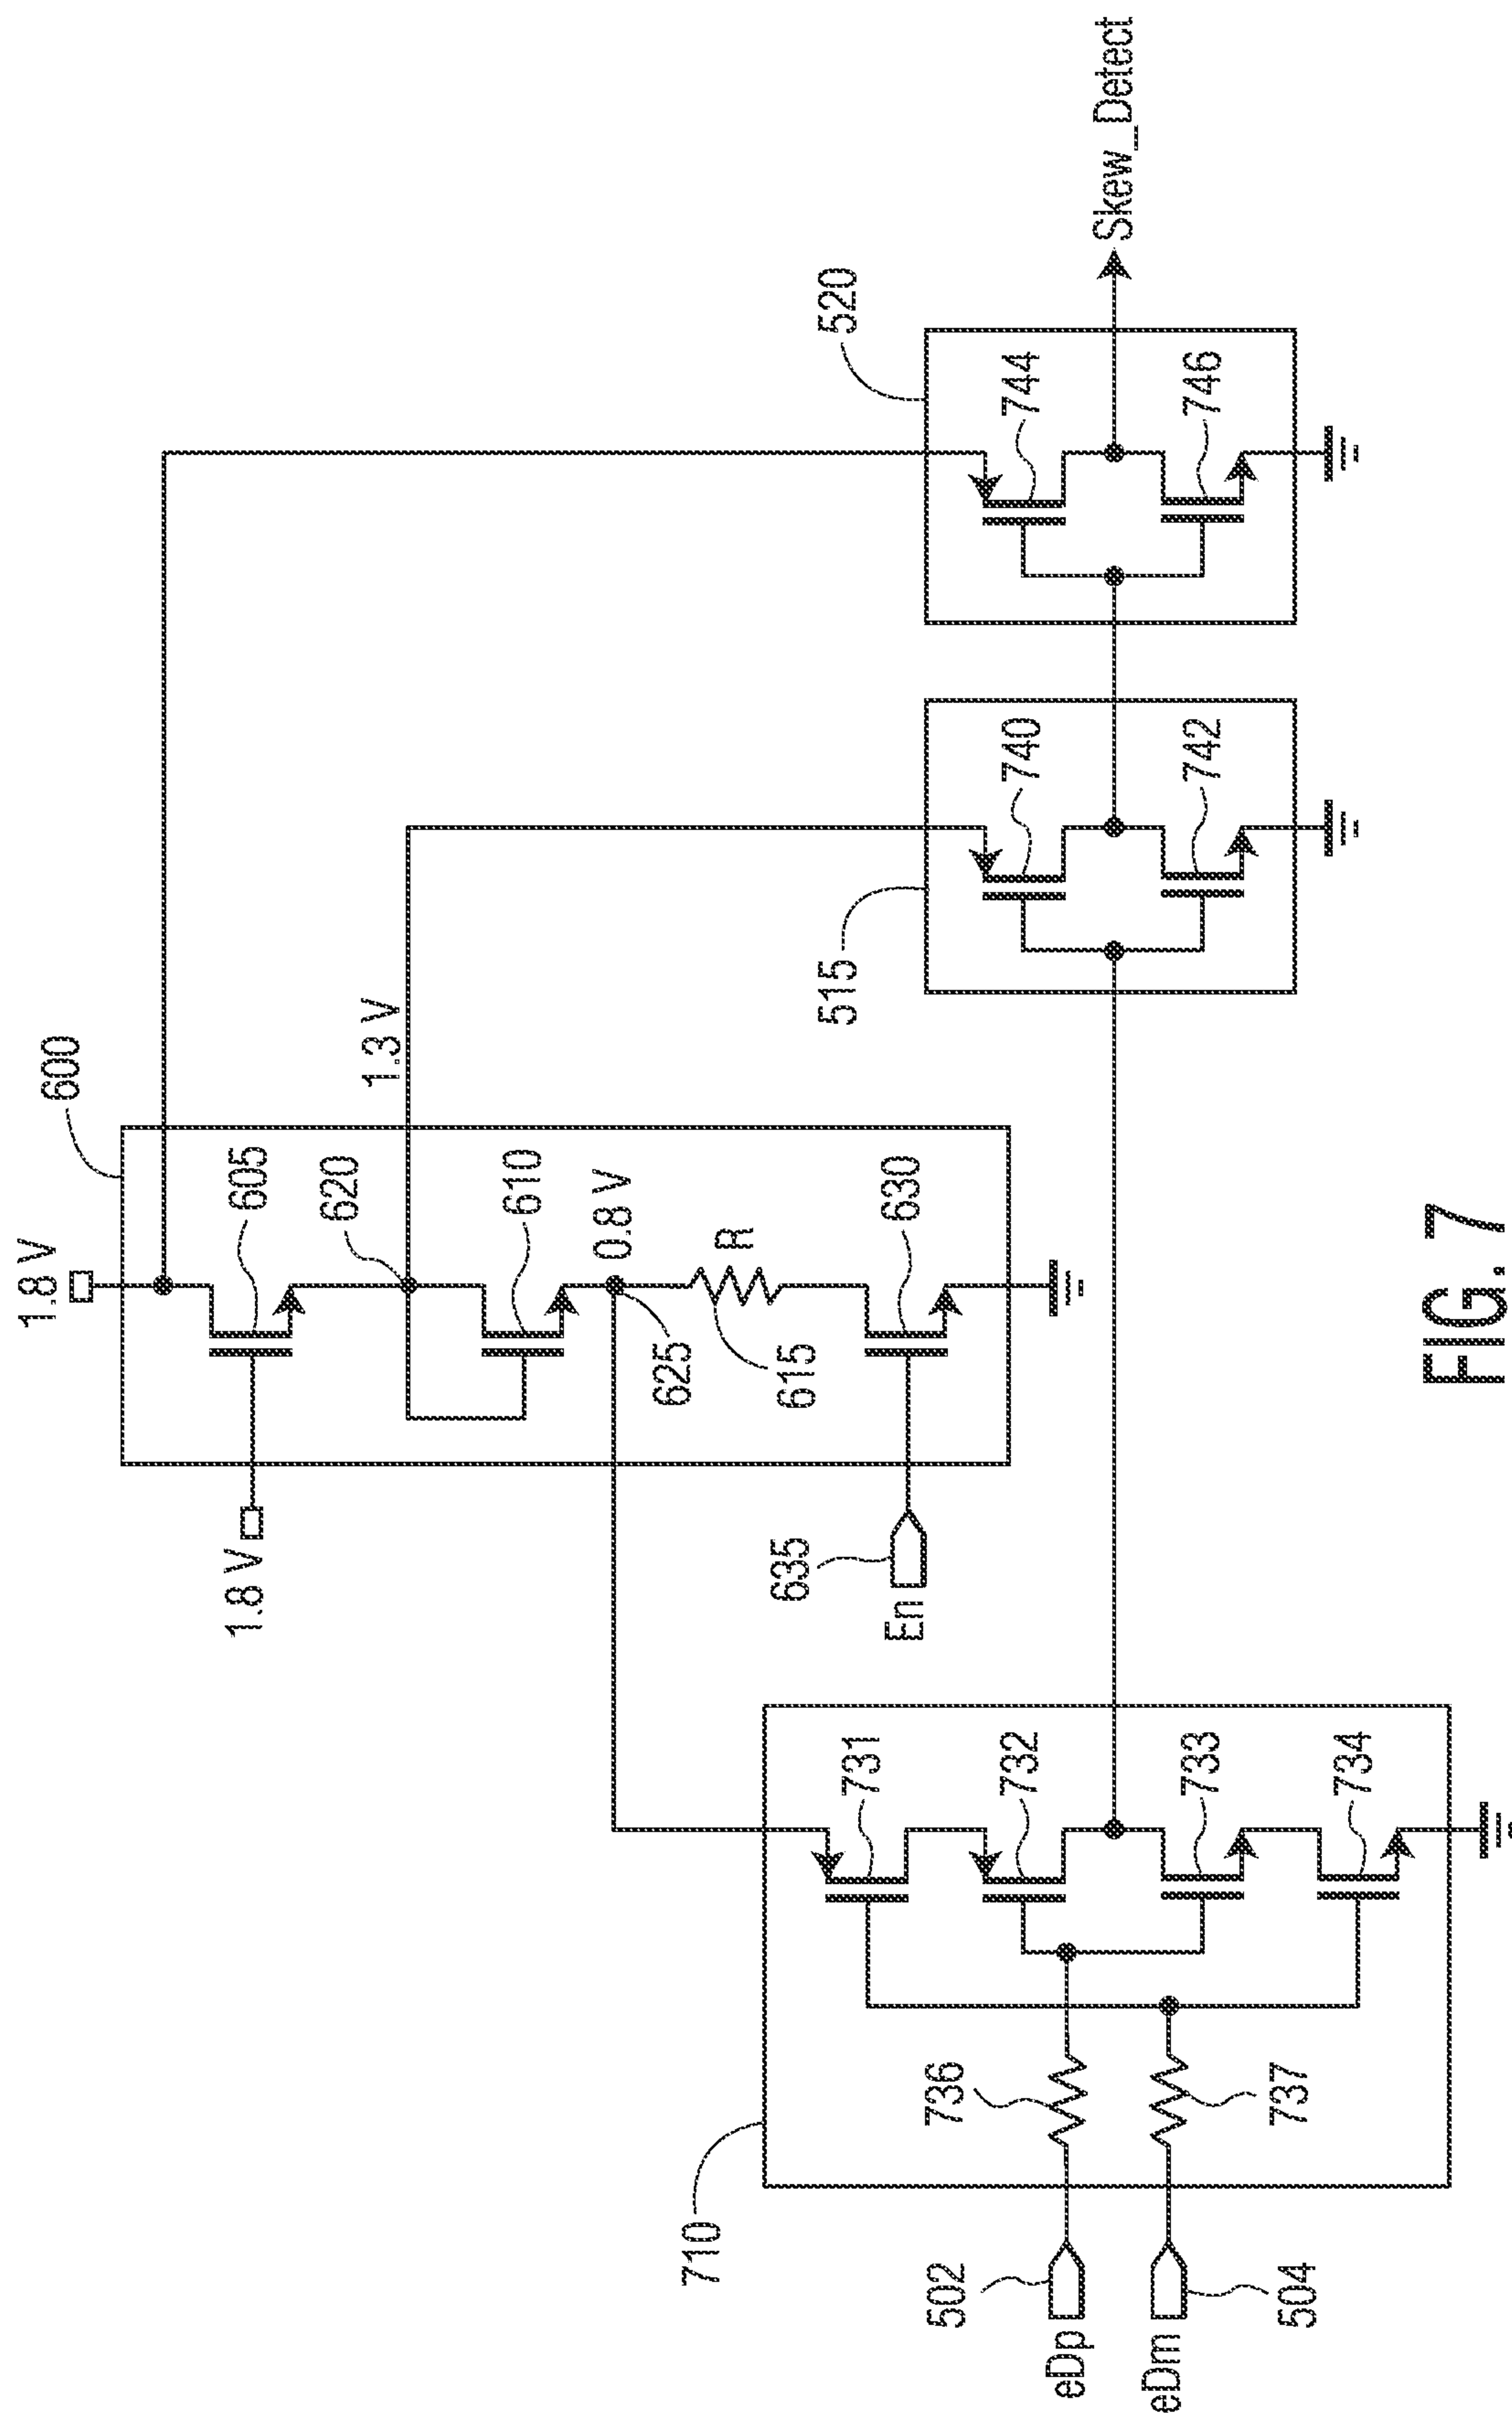 1.8 V
600
605
1.8 V
620
1.3 V
610
0.8 V
625
R
615
630
635
En
520
744
746
Skew_Detect
515
740
742
710
731
732
733
734
736
737
502
eDp
504
eDm
FIG. 7